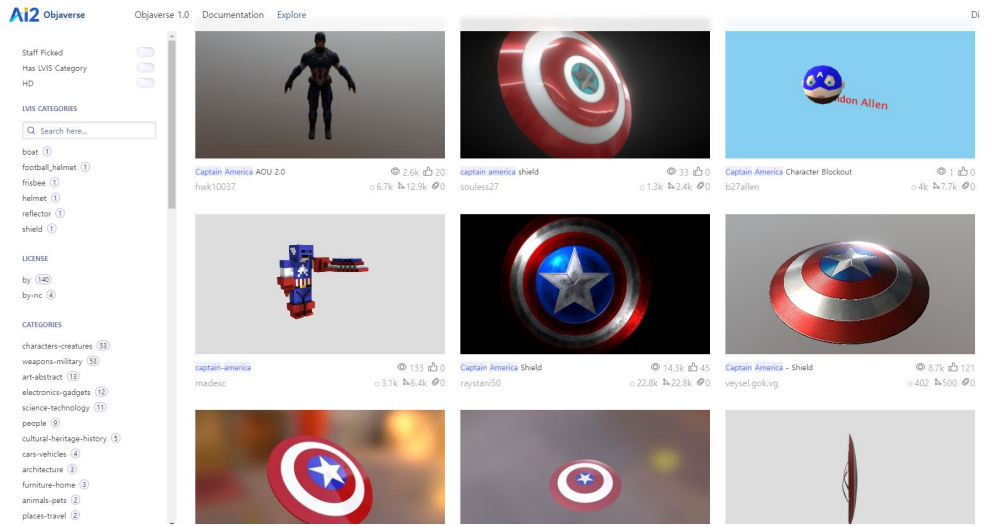 Ai2 Objaverse
Objaverse 1.0 Documentation Explore
Di
Staff Picked
Has LVIS Category
HD
LVIS CATEGORIES
Search here...
boat 1
football_helmet 1
frisbee 1
helmet 1
reflector 1
shield 1
LICENSE
by 140
by-nc 4
CATEGORIES
characters-creatures 53
weapons-military 53
art-abstract 13
electronics-gadgets 12
science-technology 11
people 9
cultural-heritage-history 5
cars-vehicles 4
architecture 3
furniture-home 3
animals-pets 2
places-travel 2
Captain America AOU 2.0 2.6k 20
hwk10037 6.7k 12.9k 0
captain america shield 33 0
souless27 1.3k 2.4k 0
A
don Allen
Captain America Character Blockout 1 0
b27allen 4k 7.7k 0
captain-america 133 0
madexc 3.1k 6.4k 0
Captain America Shield 14.3k 45
raystani50 22.8k 22.8k 0
Captain America - Shield 8.7k 121
veysel.gok.vg 402 500 0